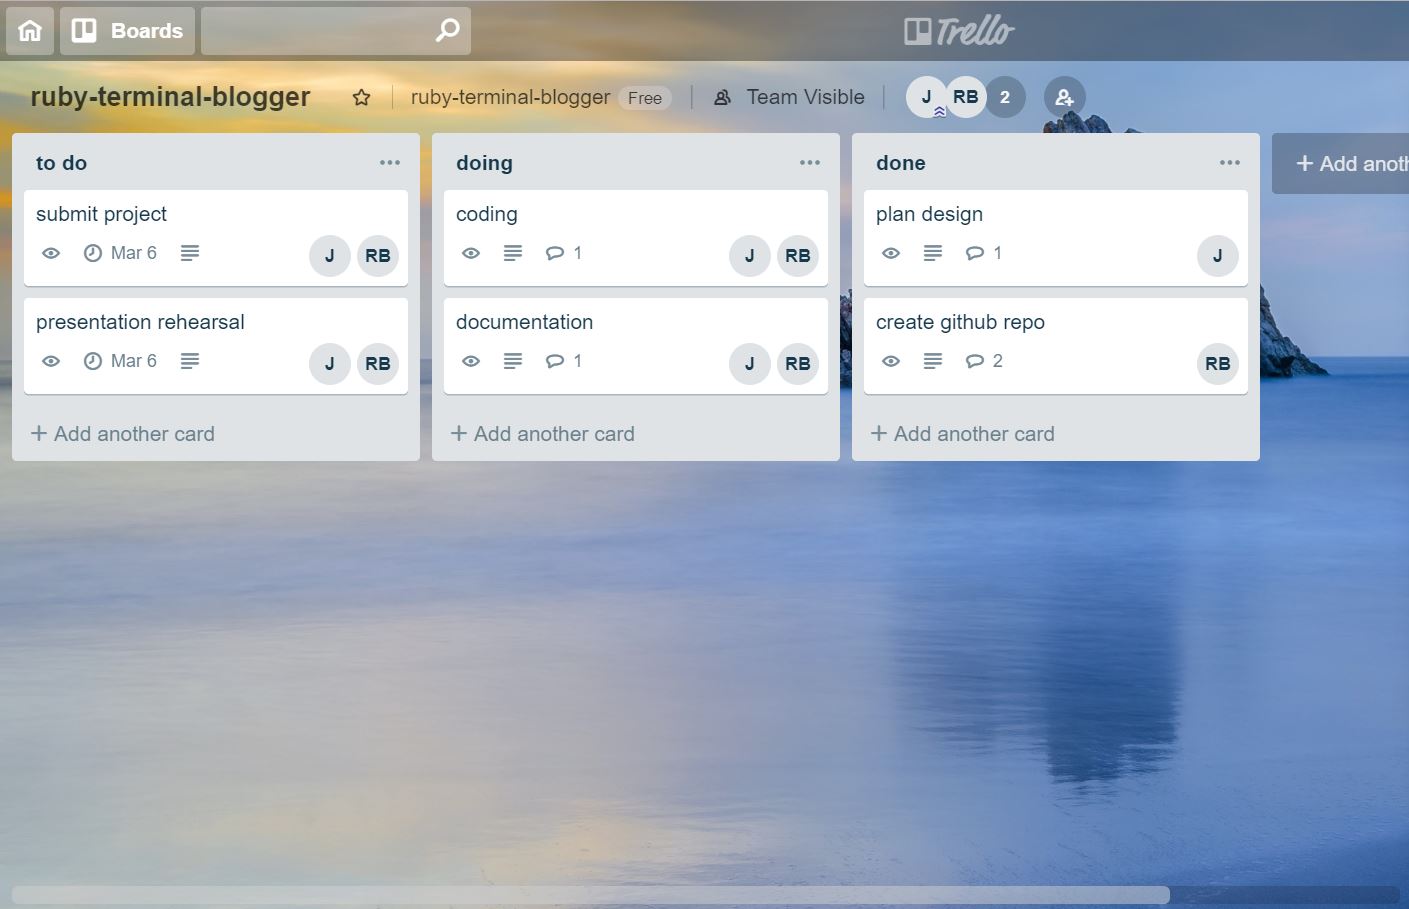 Boards
Trello
ruby-terminal-blogger ruby-terminal-blogger Free Team Visible J RB 2
to do
submit project
Mar 6 J RB
presentation rehearsal
Mar 6 J RB
+ Add another card
doing
coding
1 J RB
documentation
1 J RB
+ Add another card
done
plan design
1 J
create github repo
2 RB
+ Add another card
+ Add anoth